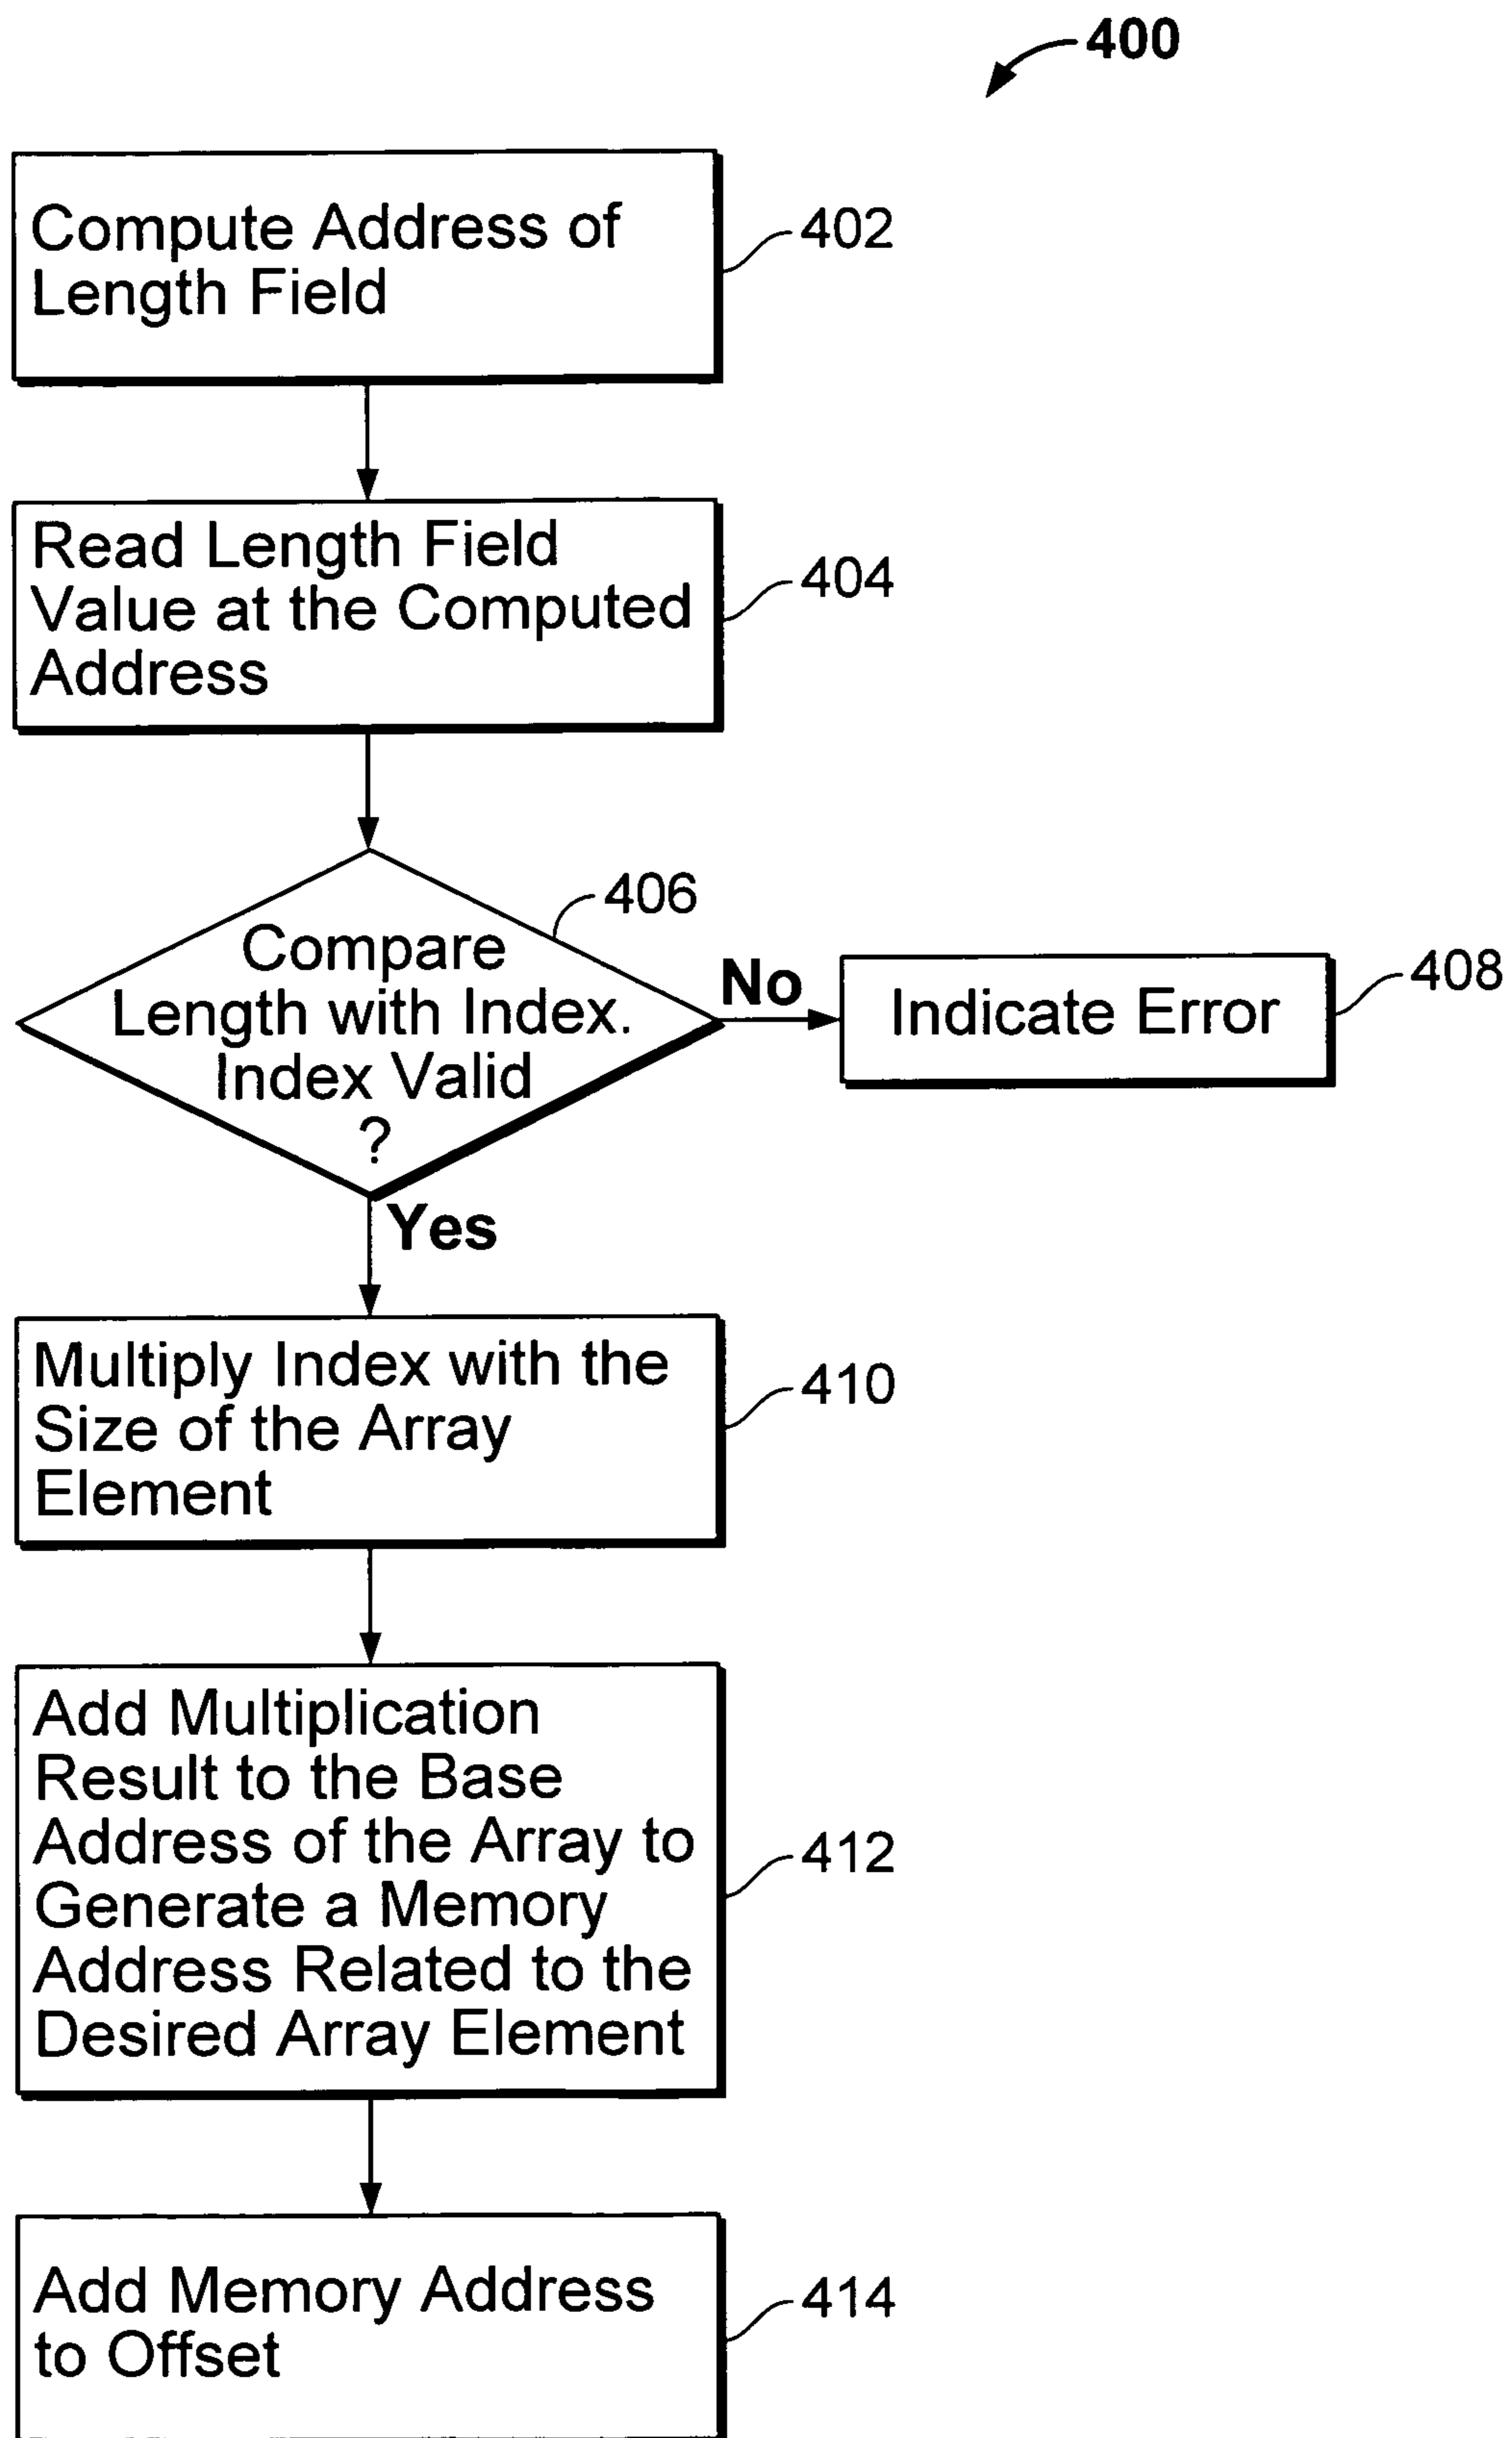 400
Compute Address of
Length Field
402
Read Length Field
Value at the Computed
Address
404
406
Compare
Length with Index.
Index Valid
?
No
Indicate Error
408
Yes
Multiply Index with the
Size of the Array
Element
410
Add Multiplication
Result to the Base
Address of the Array to
Generate a Memory
Address Related to the
Desired Array Element
412
Add Memory Address
to Offset
414